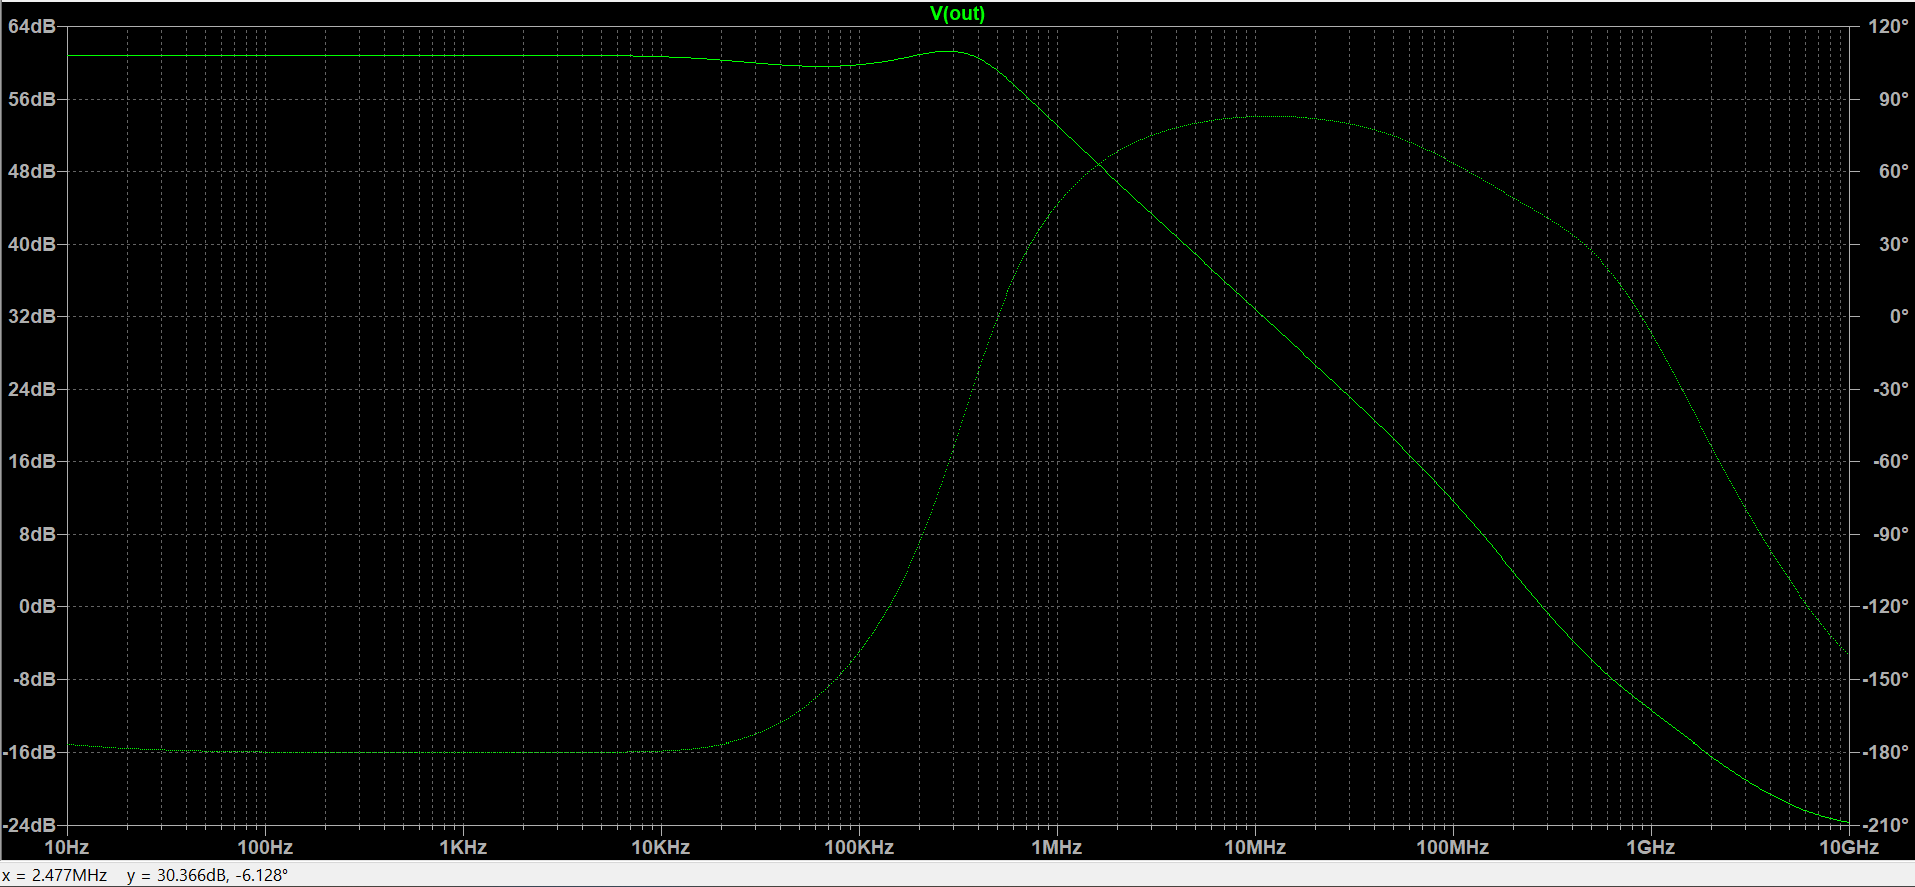 V(out)
64dB 120°
56dB 90°
48dB 60°
40dB 30°
32dB 0°
24dB -30°
16dB -60°
8dB -90°
0dB -120°
-8dB -150°
-16dB -180°
-24dB -210°
10Hz 100Hz 1KHz 10KHz 100KHz 1MHz 10MHz 100MHz 1GHz 10GHz
x = 2.477MHz y = 30.366dB, -6.128°